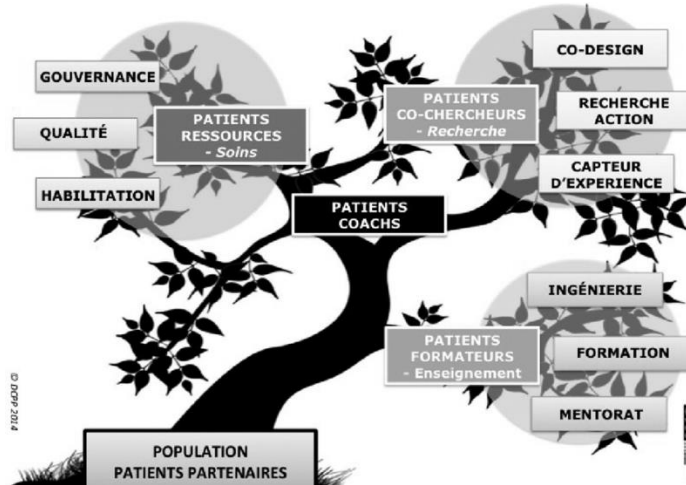 GOUVERNANCE
QUALITÉ
HABILITATION
PATIENTS
RESSOURCES
- Soins
PATIENTS
CO-CHERCHEURS
- Recherche
CO-DESIGN
RECHERCHE
ACTION
CAPTEUR
D'EXPERIENCE
PATIENTS
COACHS
PATIENTS
FORMATEURS
- Enseignement
INGÉNIERIE
FORMATION
MENTORAT
POPULATION
PATIENTS PARTENAIRES
© DCPP 2014